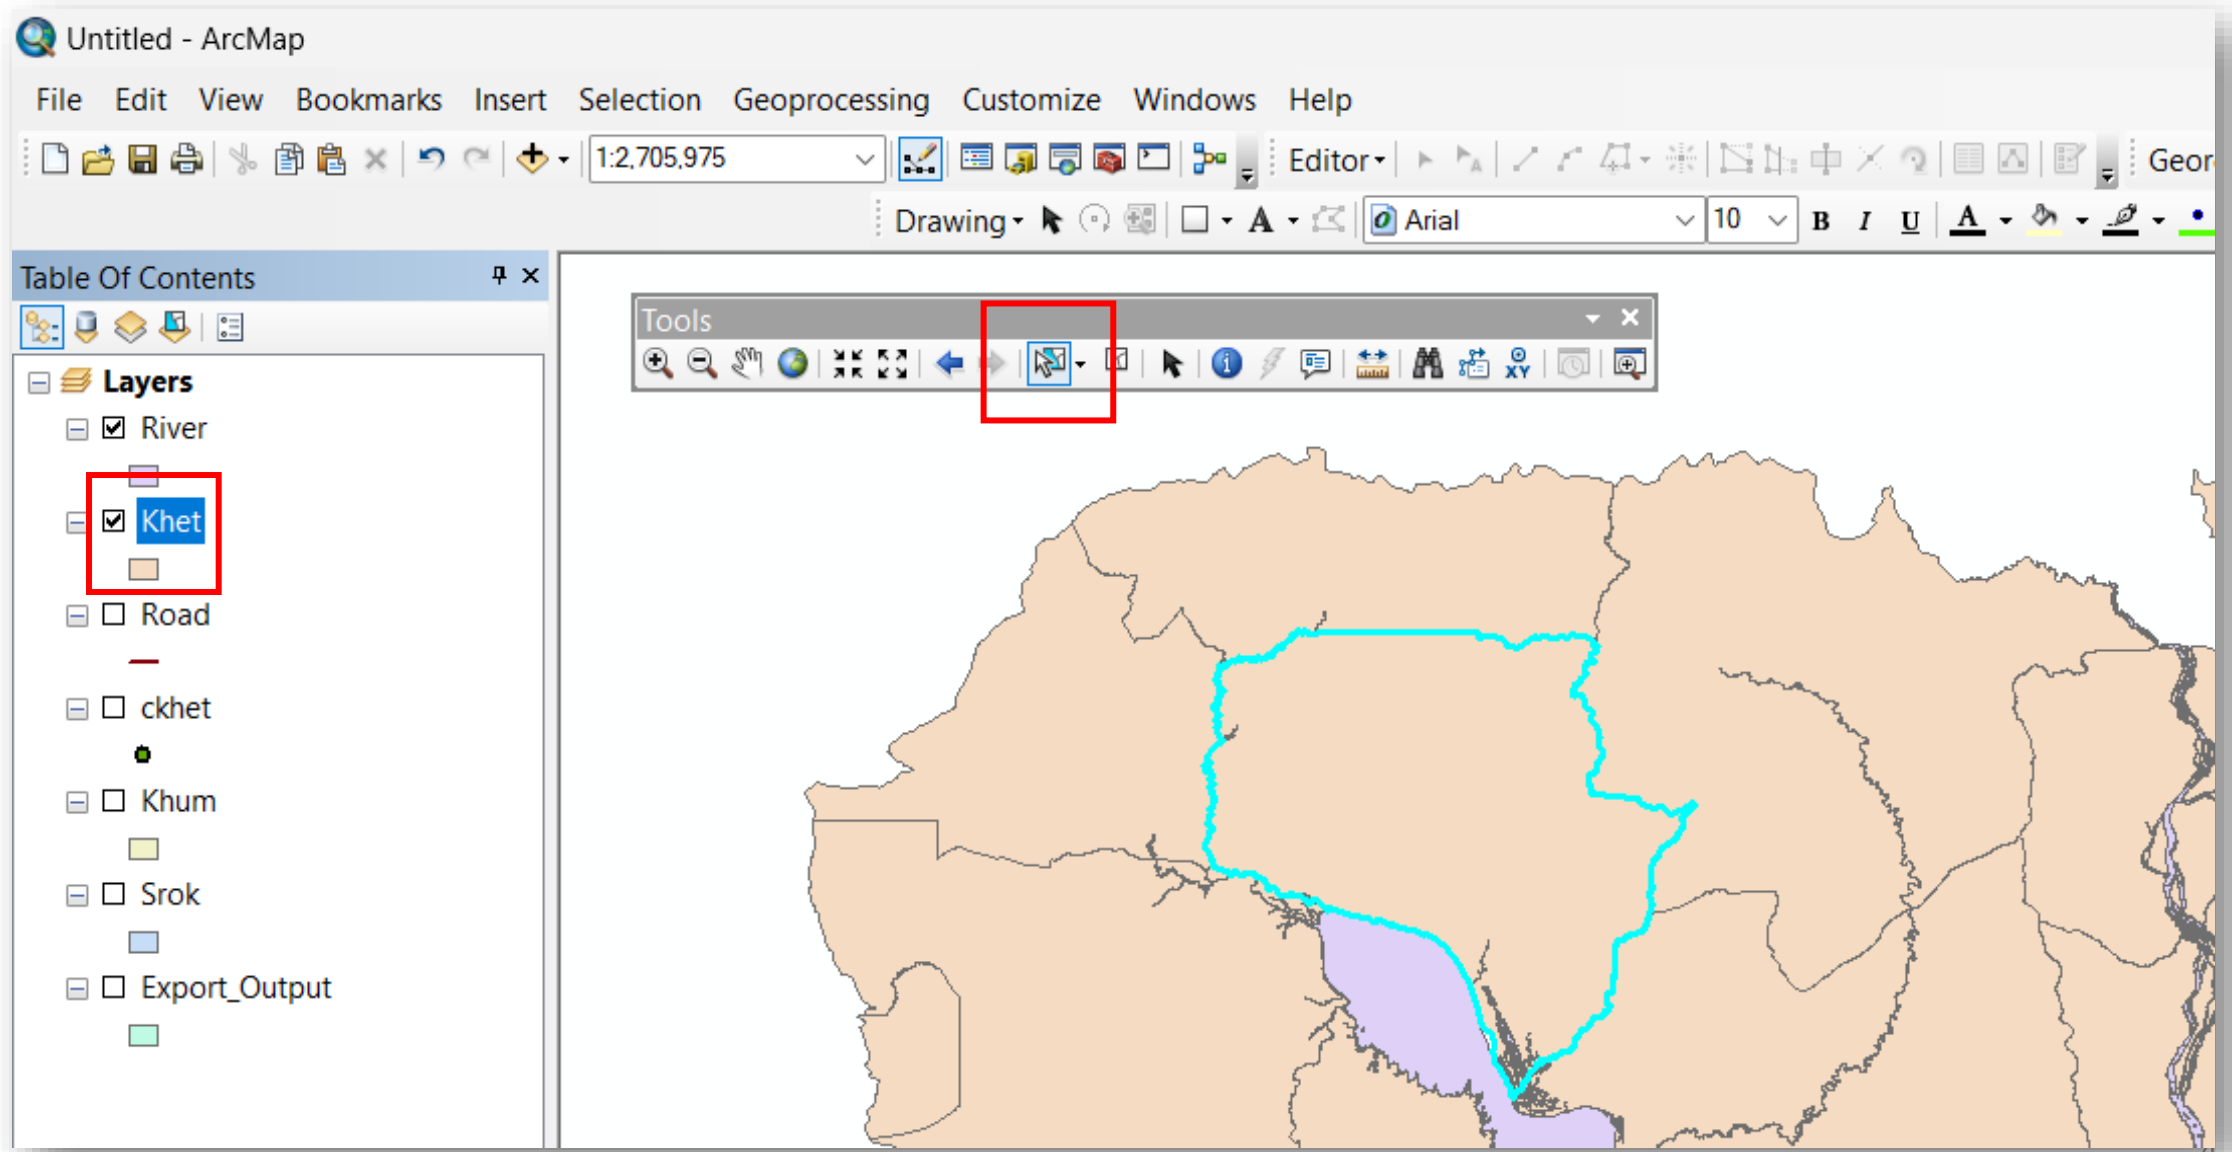 Untitled - ArcMap
File Edit View Bookmarks Insert Selection Geoprocessing Customize Windows Help
1:2,705,975 Editor
Drawing A Arial 10 B I U A
Table Of Contents
Tools
XY
Layers
River
Khet
Road
ckhet
Khum
Srok
Export_Output